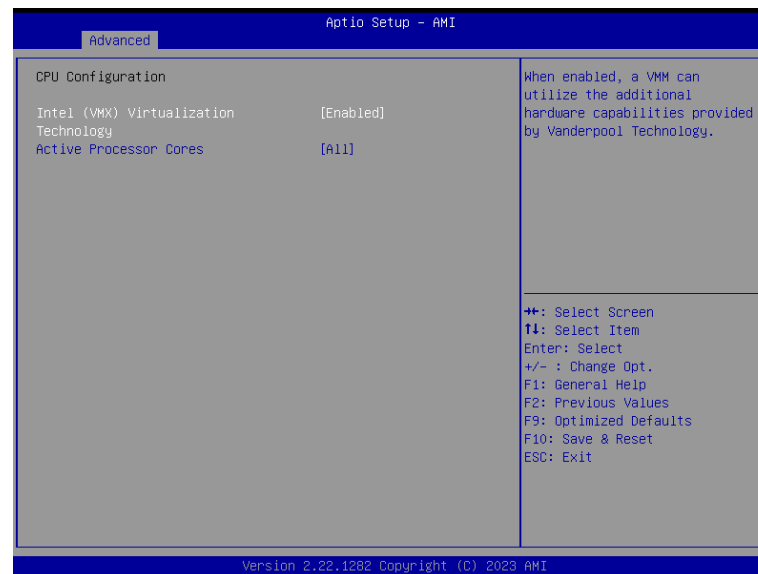 Aptio Setup – AMI
Advanced
CPU Configuration
Intel (VMX) Virtualization [Enabled]
Technology
Active Processor Cores [All]
When enabled, a VMM can
utilize the additional
hardware capabilities provided
by Vanderpool Technology.
→←: Select Screen
↑↓: Select Item
Enter: Select
+/– : Change Opt.
F1: General Help
F2: Previous Values
F9: Optimized Defaults
F10: Save & Reset
ESC: Exit
Version 2.22.1282 Copyright (C) 2023 AMI